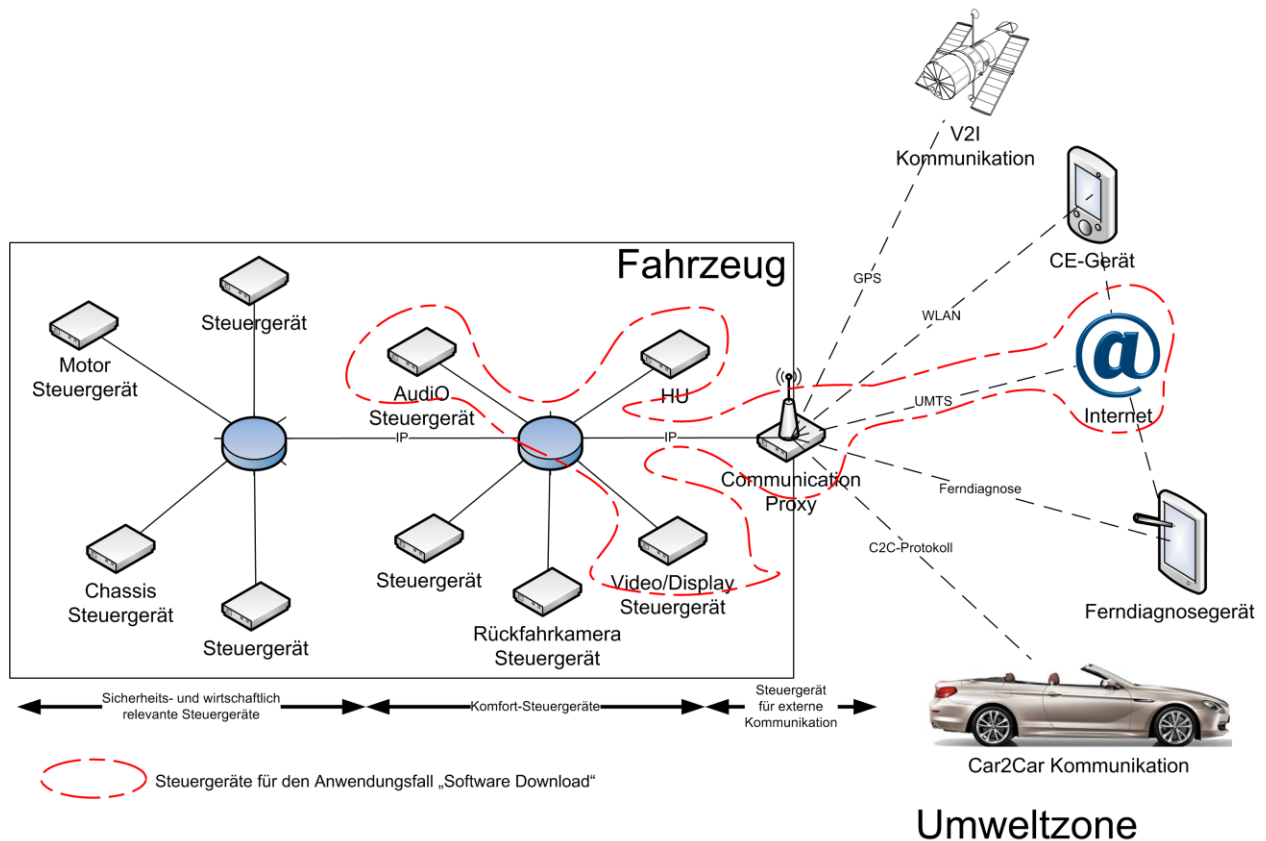 V2I
Kommunikation
CE-Gerät
Fahrzeug
GPS
WLAN
Steuergerät
Motor
Steuergerät
AudiO
Steuergerät
HU
UMTS
Internet
IP
IP
Communication
Proxy
Ferndiagnose
C2C-Protokoll
Chassis
Steuergerät
Steuergerät
Steuergerät
Rückfahrkamera
Steuergerät
Video/Display
Steuergerät
Ferndiagnosegerät
Sicherheits- und wirtschaftlich
relevante Steuergeräte
Komfort-Steuergeräte
Steuergerät
für externe
Kommunikation
Car2Car Kommunikation
Steuergeräte für den Anwendungsfall „Software Download“
Umweltzone